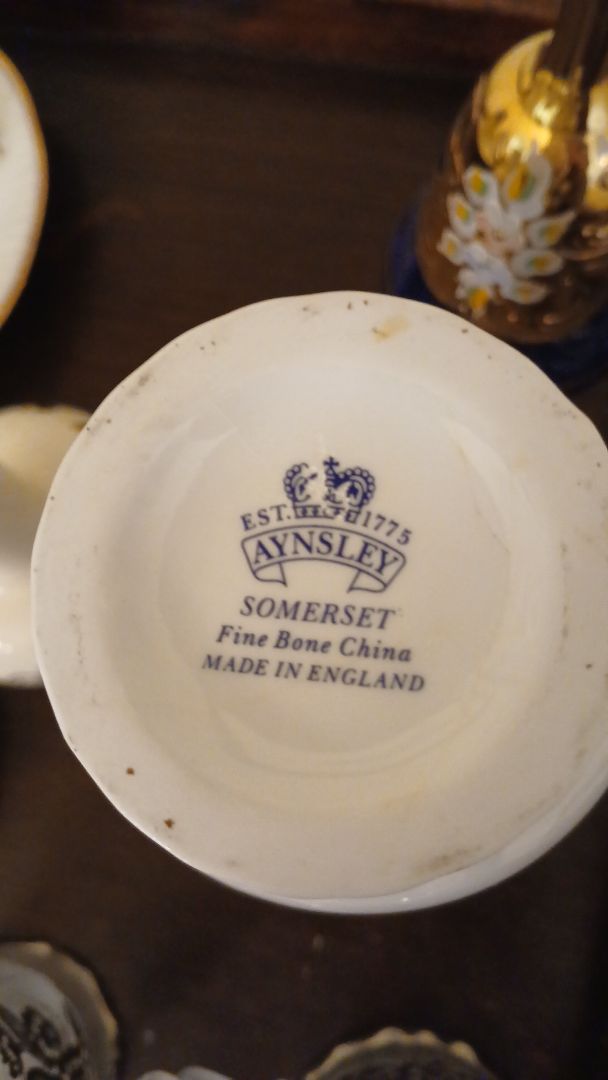 EST. 1775
AYNSLEY
SOMERSET
Fine Bone China
MADE IN ENGLAND